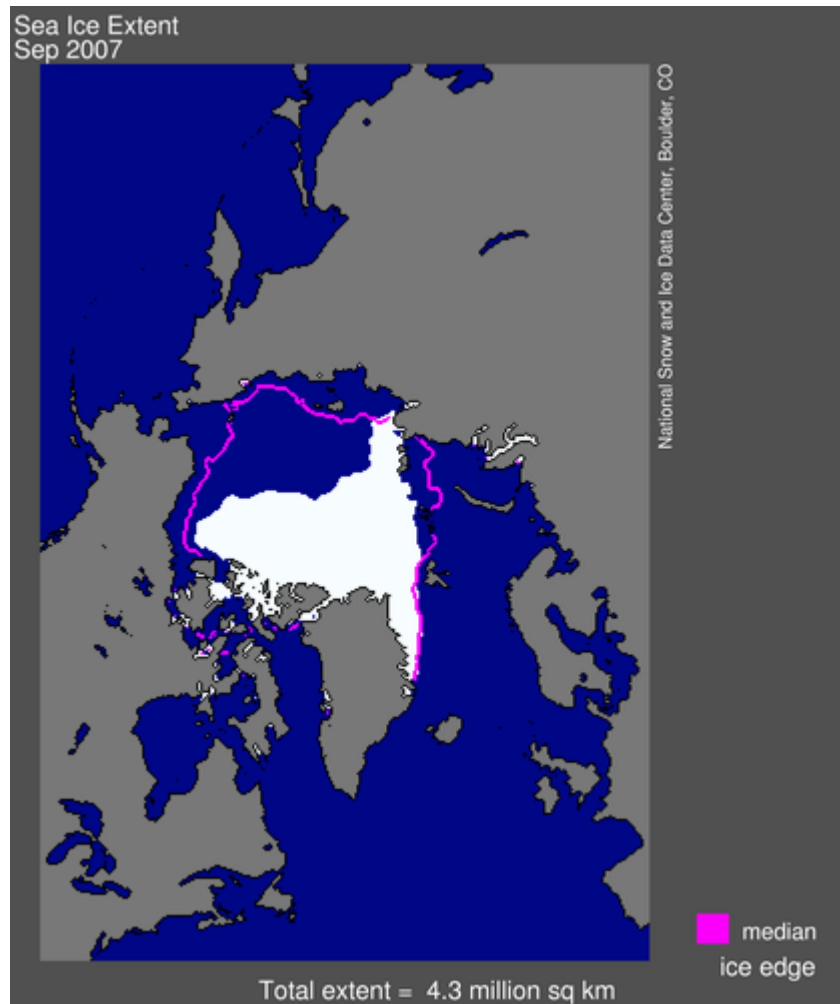 Sea Ice Extent
Sep 2007
National Snow and Ice Data Center, Boulder, CO
median
ice edge
Total extent = 4.3 million sq km